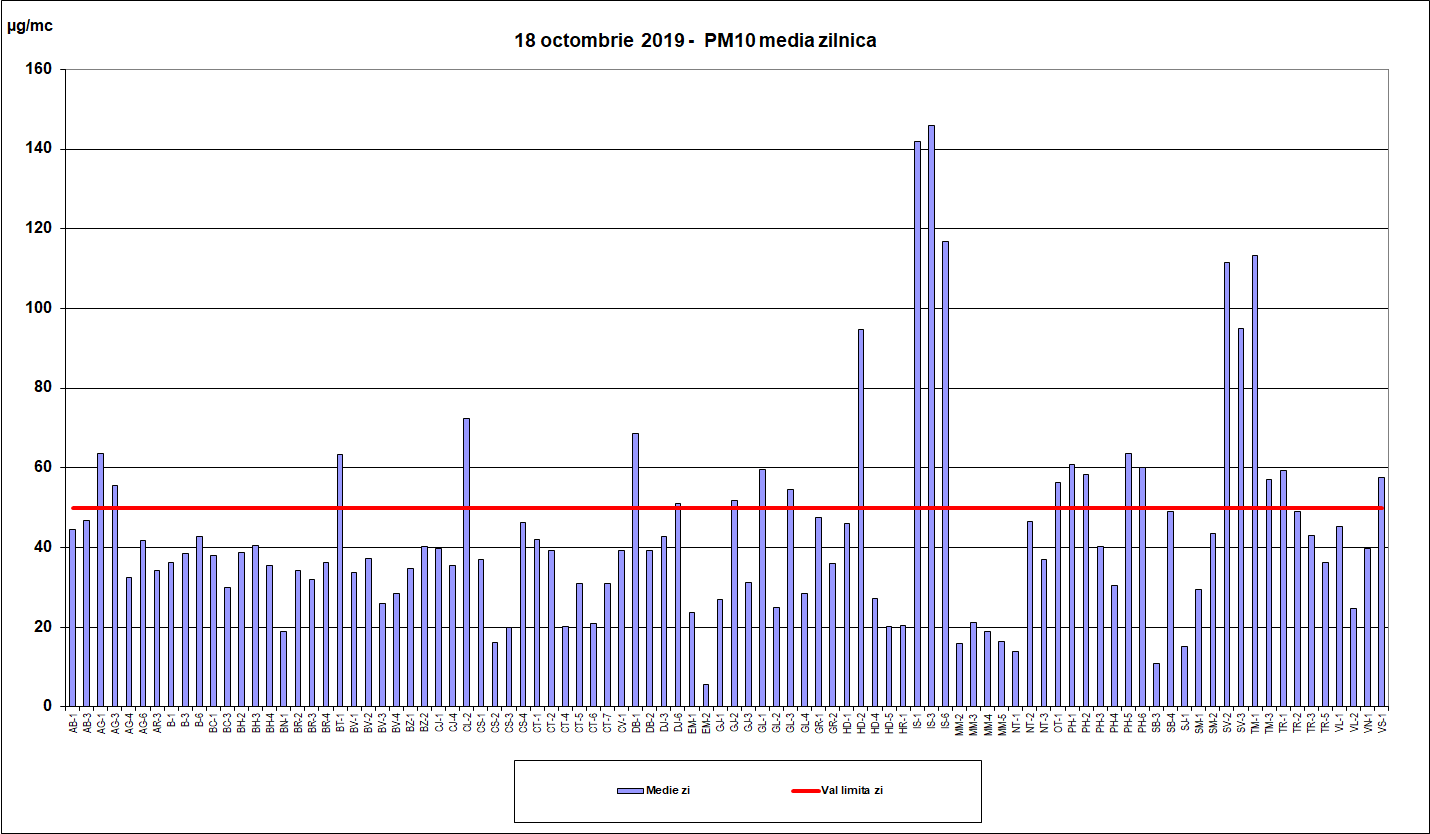 µg/mc
18 octombrie 2019 - PM10 media zilnica
160
140
120
100
80
60
40
20
0
AB-1 AB-3 AG-1 AG-3 AG-4 AG-6 AR-3 B-1 B-3 B-6 BC-1 BC-3 BH-2 BH-3 BH-4 BN-1 BR-2 BR-3 BR-4 BT-1 BV-1 BV-2 BV-3 BV-4 BZ-1 BZ-2 CJ-1 CJ-4 CL-2 CS-1 CS-2 CS-3 CS-4 CT-1 CT-2 CT-4 CT-5 CT-6 CT-7 CV-1 DB-1 DB-2 DJ-3 DJ-6 EM-1 EM-2 GJ-1 GJ-2 GJ-3 GL-1 GL-2 GL-3 GL-4 GR-1 GR-2 HD-1 HD-2 HD-4 HD-5 HR-1 IS-1 IS-3 IS-6 MM-2 MM-3 MM-4 MM-5 NT-1 NT-2 NT-3 OT-1 PH-1 PH-2 PH-3 PH-4 PH-5 PH-6 SB-3 SB-4 SJ-1 SM-1 SM-2 SV-2 SV-3 TM-1 TM-3 TR-1 TR-2 TR-3 TR-5 VL-1 VL-2 VN-1 VS-1
Medie zi
Val limita zi